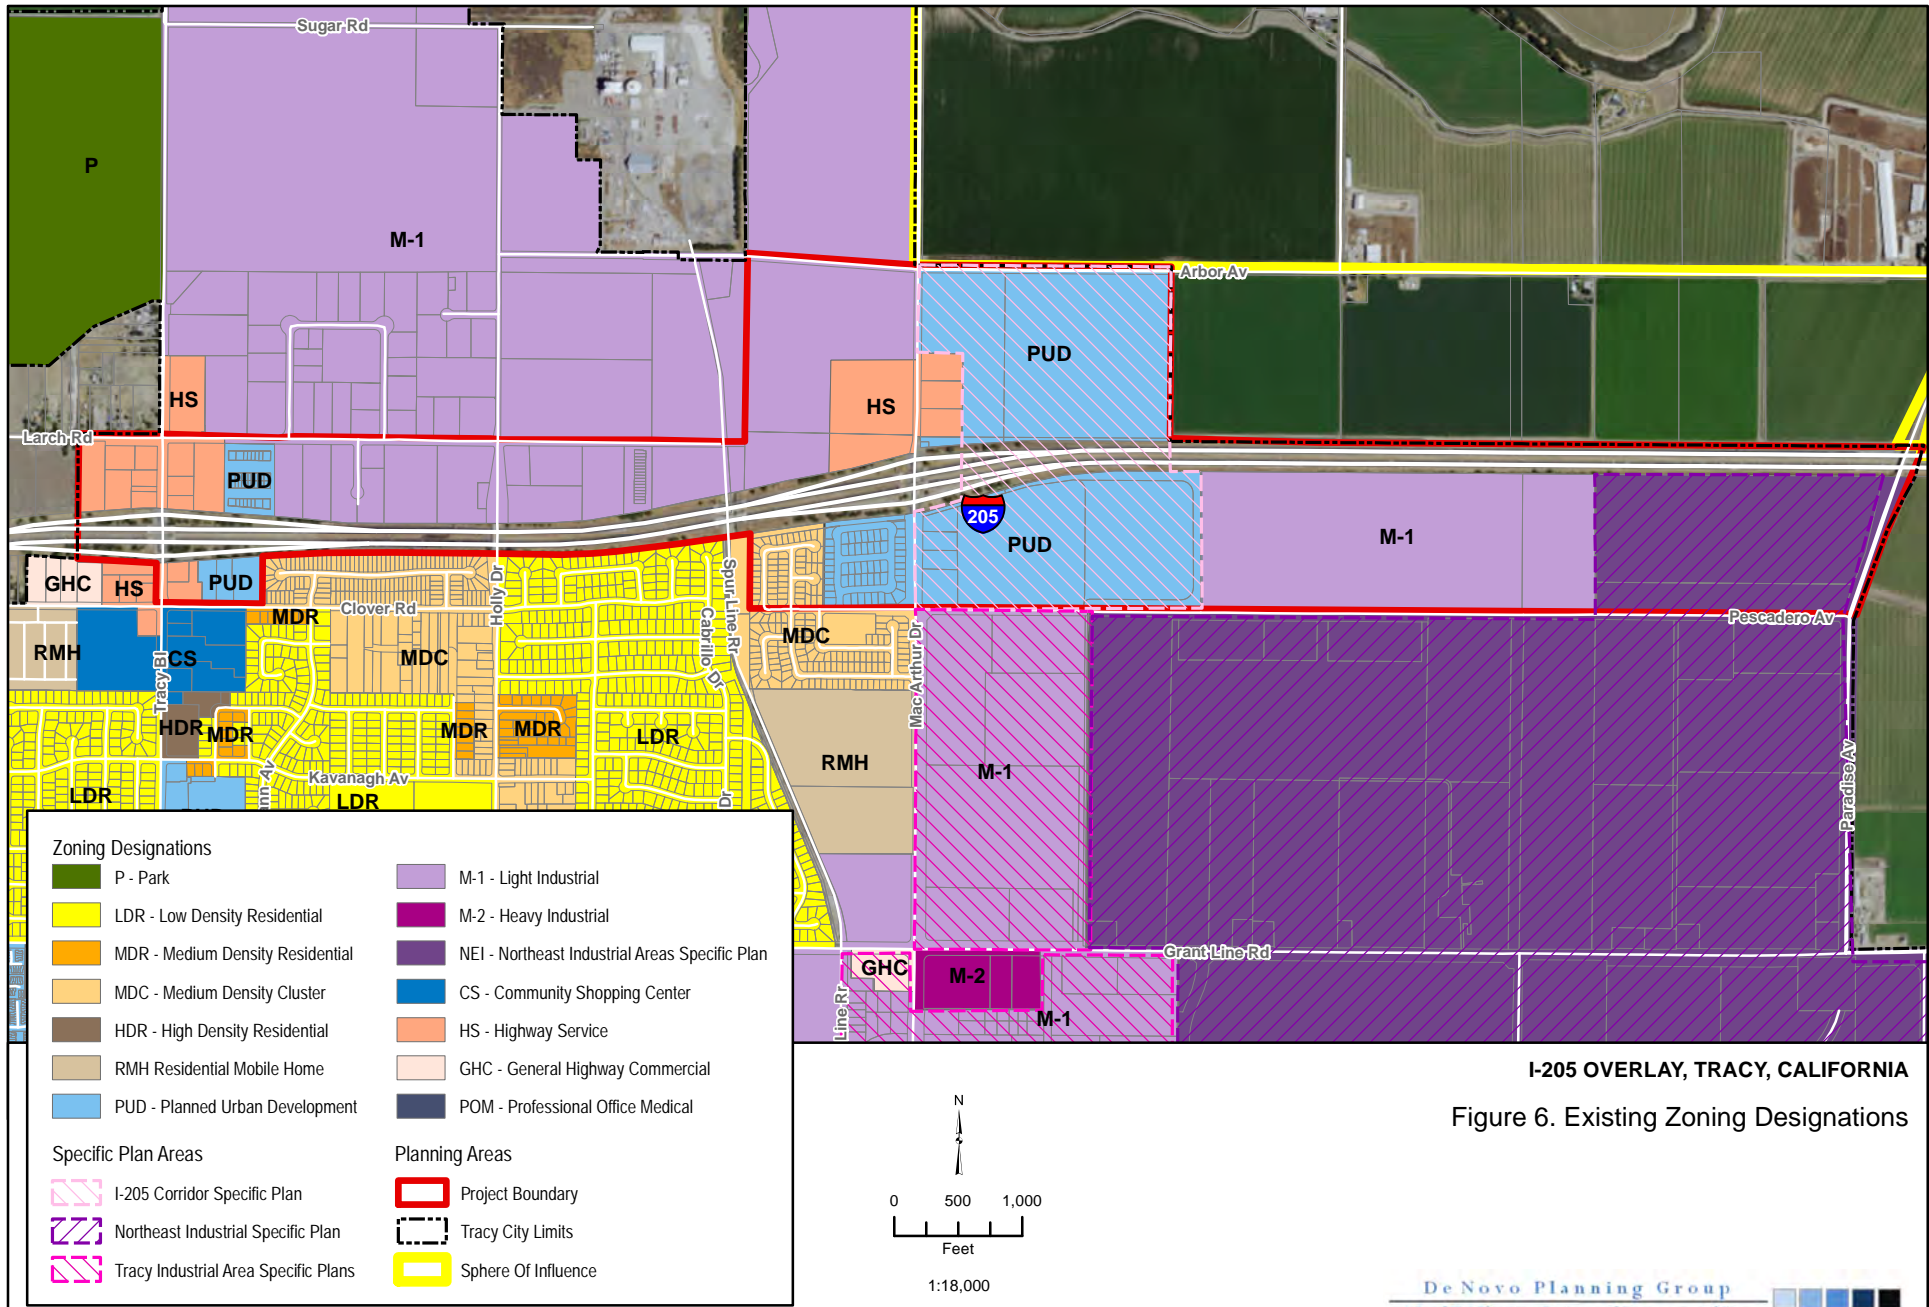 Sugar Rd
P
M-1
Arbor Av
PUD
HS
HS
Larch Rd
PUD
205
PUD
M-1
GHC
HS
PUD
Clover Rd
MDR
Holly Dr
Spur Line Rr
Cabrillo Dr
Pescadero Av
RMH
CS
MDC
MDC
Tracy Bl
Mac Arthur Dr
HDR
MDR
MDR
MDR
LDR
RMH
M-1
Kavanagh Av
LDR
LDR
Dr
Paradise Av
Grant Line Rd
GHC
M-2
M-1
Line Rr
Zoning Designations
P - Park
LDR - Low Density Residential
MDR - Medium Density Residential
MDC - Medium Density Cluster
HDR - High Density Residential
RMH Residential Mobile Home
PUD - Planned Urban Development
M-1 - Light Industrial
M-2 - Heavy Industrial
NEI - Northeast Industrial Areas Specific Plan
CS - Community Shopping Center
HS - Highway Service
GHC - General Highway Commercial
POM - Professional Office Medical
Specific Plan Areas
I-205 Corridor Specific Plan
Northeast Industrial Specific Plan
Tracy Industrial Area Specific Plans
Planning Areas
Project Boundary
Tracy City Limits
Sphere Of Influence
N
0 500 1,000
Feet
1:18,000
I-205 OVERLAY, TRACY, CALIFORNIA
Figure 6. Existing Zoning Designations
De Novo Planning Group